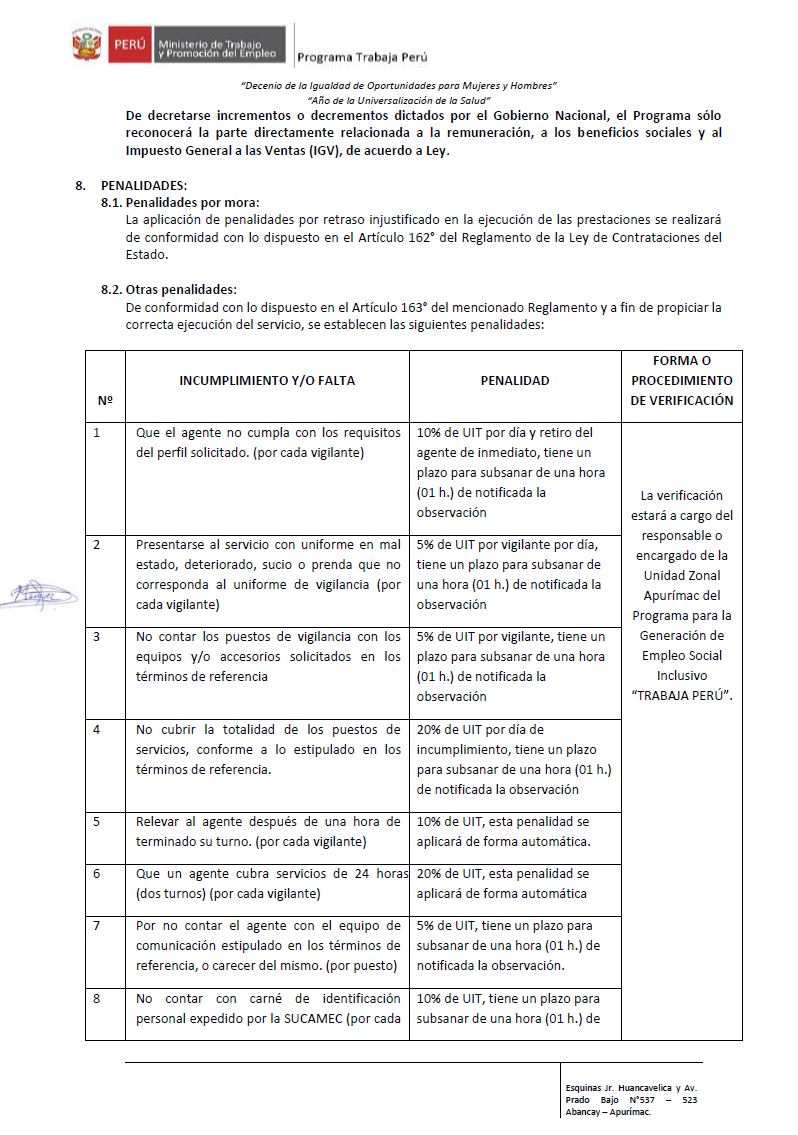 PERÚ
Ministerio de Trabajo
y Promoción del Empleo
Programa Trabaja Perú
“Decenio de la Igualdad de Oportunidades para Mujeres y Hombres”
“Año de la Universalización de la Salud”
De decretarse incrementos o decrementos dictados por el Gobierno Nacional, el Programa sólo
reconocerá la parte directamente relacionada a la remuneración, a los beneficios sociales y al
Impuesto General a las Ventas (IGV), de acuerdo a Ley.
8. PENALIDADES:
8.1. Penalidades por mora:
La aplicación de penalidades por retraso injustificado en la ejecución de las prestaciones se realizará
de conformidad con lo dispuesto en el Artículo 162° del Reglamento de la Ley de Contrataciones del
Estado.
8.2. Otras penalidades:
De conformidad con lo dispuesto en el Artículo 163° del mencionado Reglamento y a fin de propiciar la
correcta ejecución del servicio, se establecen las siguientes penalidades:
Nº
INCUMPLIMIENTO Y/O FALTA
PENALIDAD
FORMA O
PROCEDIMIENTO
DE VERIFICACIÓN
1
Que el agente no cumpla con los requisitos
del perfil solicitado. (por cada vigilante)
10% de UIT por día y retiro del
agente de inmediato, tiene un
plazo para subsanar de una hora
(01 h.) de notificada la
observación
La verificación
estará a cargo del
responsable o
encargado de la
Unidad Zonal
Apurímac del
Programa para la
Generación de
Empleo Social
Inclusivo
“TRABAJA PERÚ”.
2
Presentarse al servicio con uniforme en mal
estado, deteriorado, sucio o prenda que no
corresponda al uniforme de vigilancia (por
cada vigilante)
5% de UIT por vigilante por día,
tiene un plazo para subsanar de
una hora (01 h.) de notificada la
observación
3
No contar los puestos de vigilancia con los
equipos y/o accesorios solicitados en los
términos de referencia
5% de UIT por vigilante, tiene un
plazo para subsanar de una hora
(01 h.) de notificada la
observación
4
No cubrir la totalidad de los puestos de
servicios, conforme a lo estipulado en los
términos de referencia.
20% de UIT por día de
incumplimiento, tiene un plazo
para subsanar de una hora (01 h.)
de notificada la observación
5
Relevar al agente después de una hora de
terminado su turno. (por cada vigilante)
10% de UIT, esta penalidad se
aplicará de forma automática.
6
Que un agente cubra servicios de 24 horas
(dos turnos) (por cada vigilante)
20% de UIT, esta penalidad se
aplicará de forma automática
7
Por no contar el agente con el equipo de
comunicación estipulado en los términos de
referencia, o carecer del mismo. (por puesto)
5% de UIT, tiene un plazo para
subsanar de una hora (01 h.) de
notificada la observación.
8
No contar con carné de identificación
personal expedido por la SUCAMEC (por cada
10% de UIT, tiene un plazo para
subsanar de una hora (01 h.) de
Esquinas Jr. Huancavelica y Av.
Prado Bajo N°537 – 523
Abancay – Apurímac.